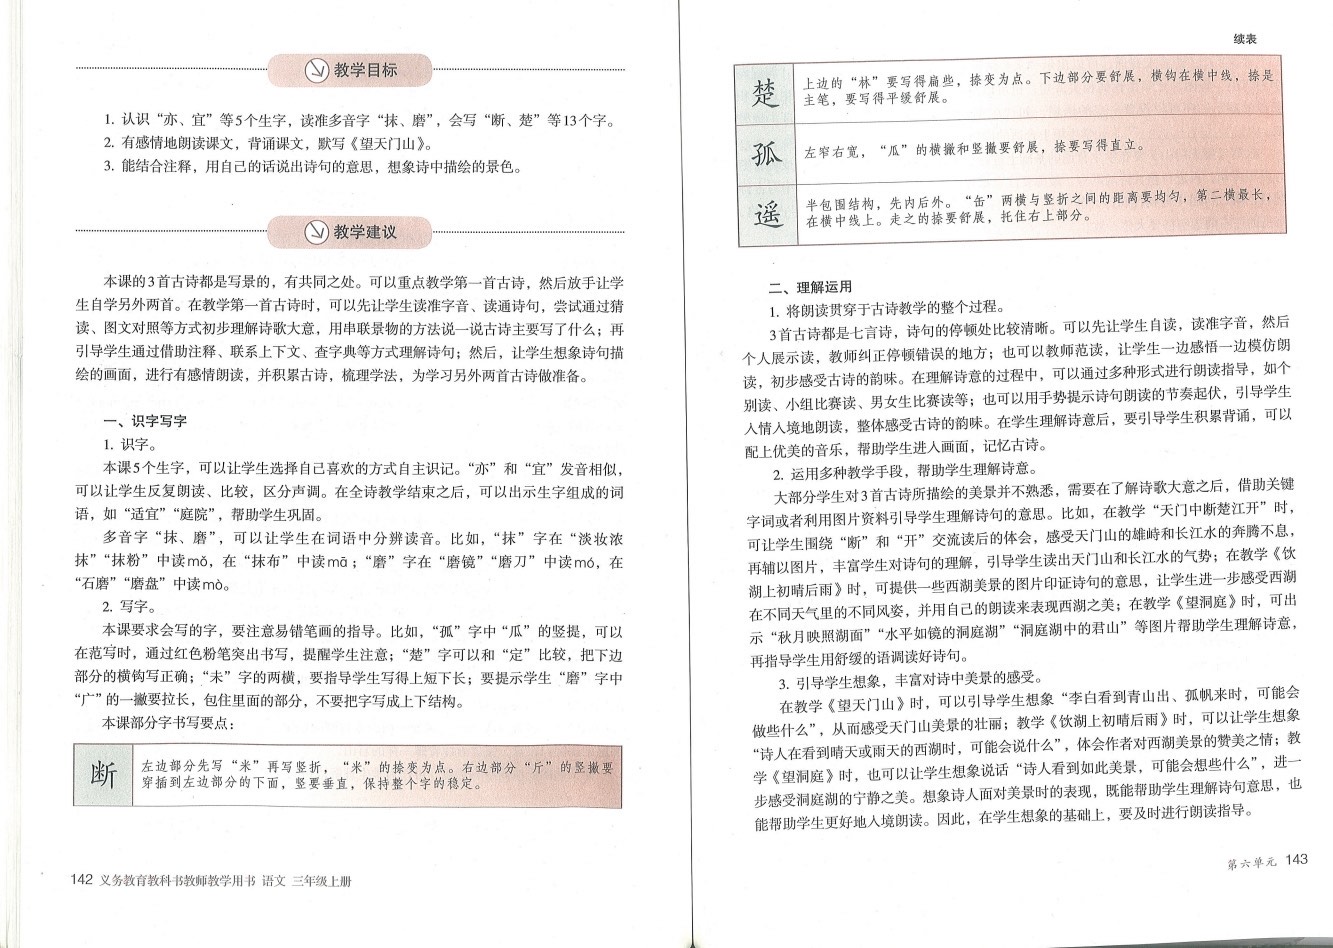 教学目标
1. 认识“亦、宜”等5个生字，读准多音字“抹、磨”，会写“断、楚”等13个字。
2. 有感情地朗读课文，背诵课文，默写《望天门山》。
3. 能结合注释，用自己的话说出诗句的意思，想象诗中描绘的景色。
教学建议
本课的3首古诗都是写景的，有共同之处。可以重点教学第一首古诗，然后放手让学
生自学另外两首。在教学第一首古诗时，可以先让学生读准字音、读通诗句，尝试通过猜
读、图文对照等方式初步理解诗歌大意，用串联景物的方法说一说古诗主要写了什么；再
引导学生通过借助注释、联系上下文、查字典等方式理解诗句；然后，让学生想象诗句描
绘的画面，进行有感情朗读，并积累古诗，梳理学法，为学习另外两首古诗做准备。
一、识字写字
1. 识字。
本课5个生字，可以让学生选择自己喜欢的方式自主识记。“亦”和“宜”发音相似，
可以让学生反复朗读、比较，区分声调。在全诗教学结束之后，可以出示生字组成的词
语，如“适宜”“庭院”，帮助学生巩固。
多音字“抹、磨”，可以让学生在词语中分辨读音。比如，“抹”字在“淡妆浓
抹”“抹粉”中读mǒ，在“抹布”中读mā；“磨”字在“磨镜”“磨刀”中读mó，在
“石磨”“磨盘”中读mò。
2. 写字。
本课要求会写的字，要注意易错笔画的指导。比如，“孤”字中“瓜”的竖提，可以
在范写时，通过红色粉笔突出书写，提醒学生注意；“楚”字可以和“定”比较，把下边
部分的横钩写正确；“未”字的两横，要指导学生写得上短下长；要提示学生“磨”字中
“广”的一撇要拉长，包住里面的部分，不要把字写成上下结构。
本课部分字书写要点：
断
左边部分先写“米”再写竖折，“米”的捺变为点。右边部分“斤”的竖撇要
穿插到左边部分的下面，竖要垂直，保持整个字的稳定。
142 义务教育教科书教师教学用书 语文 三年级上册
续表
楚
上边的“林”要写得扁些，捺变为点。下边部分要舒展，横钩在横中线，捺是
主笔，要写得平缓舒展。
孤
左窄右宽，“瓜”的横撇和竖撇要舒展，捺要写得直立。
遥
半包围结构，先内后外。“缶”两横与竖折之间的距离要均匀，第二横最长，
在横中线上。走之的捺要舒展，托住右上部分。
二、理解运用
1. 将朗读贯穿于古诗教学的整个过程。
3首古诗都是七言诗，诗句的停顿处比较清晰。可以先让学生自读，读准字音，然后
个人展示读，教师纠正停顿错误的地方；也可以教师范读，让学生一边感悟一边模仿朗
读，初步感受古诗的韵味。在理解诗意的过程中，可以通过多种形式进行朗读指导，如个
别读、小组比赛读、男女生比赛读等；也可以用手势提示诗句朗读的节奏起伏，引导学生
入情入境地朗读，整体感受古诗的韵味。在学生理解诗意后，要引导学生积累背诵，可以
配上优美的音乐，帮助学生进入画面，记忆古诗。
2. 运用多种教学手段，帮助学生理解诗意。
大部分学生对3首古诗所描绘的美景并不熟悉，需要在了解诗歌大意之后，借助关键
字词或者利用图片资料引导学生理解诗句的意思。比如，在教学“天门中断楚江开”时，
可让学生围绕“断”和“开”交流读后的体会，感受天门山的雄峙和长江水的奔腾不息，
再辅以图片，丰富学生对诗句的理解，引导学生读出天门山和长江水的气势；在教学《饮
湖上初晴后雨》时，可提供一些西湖美景的图片印证诗句的意思，让学生进一步感受西湖
在不同天气里的不同风姿，并用自己的朗读来表现西湖之美；在教学《望洞庭》时，可出
示“秋月映照湖面”“水平如镜的洞庭湖”“洞庭湖中的君山”等图片帮助学生理解诗意，
再指导学生用舒缓的语调读好诗句。
3. 引导学生想象，丰富对诗中美景的感受。
在教学《望天门山》时，可以引导学生想象“李白看到青山出、孤帆来时，可能会
做些什么”，从而感受天门山美景的壮丽；教学《饮湖上初晴后雨》时，可以让学生想象
“诗人在看到晴天或雨天的西湖时，可能会说什么”，体会作者对西湖美景的赞美之情；教
学《望洞庭》时，也可以让学生想象说话“诗人看到如此美景，可能会想些什么”，进一
步感受洞庭湖的宁静之美。想象诗人面对美景时的表现，既能帮助学生理解诗句意思，也
能帮助学生更好地入境朗读。因此，在学生想象的基础上，要及时进行朗读指导。
第六单元 143